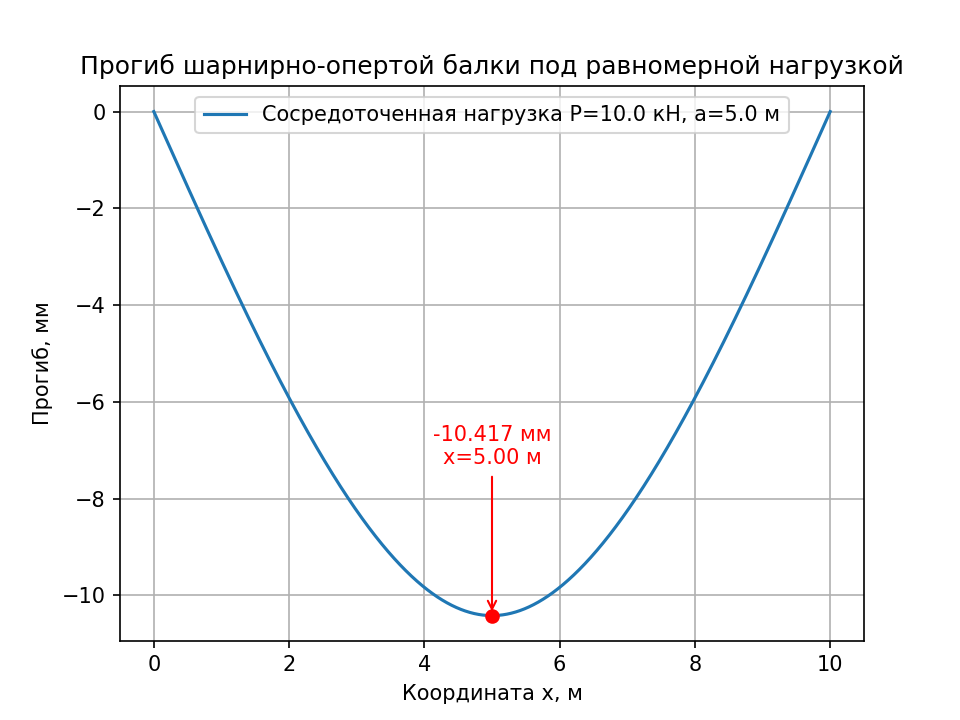 Прогиб шарнирно-опертой балки под равномерной нагрузкой
Сосредоточенная нагрузка P=10.0 кН, a=5.0 м
0
−2
−4
−6
−8
−10
Прогиб, мм
-10.417 мм
x=5.00 м
0 2 4 6 8 10
Координата x, м